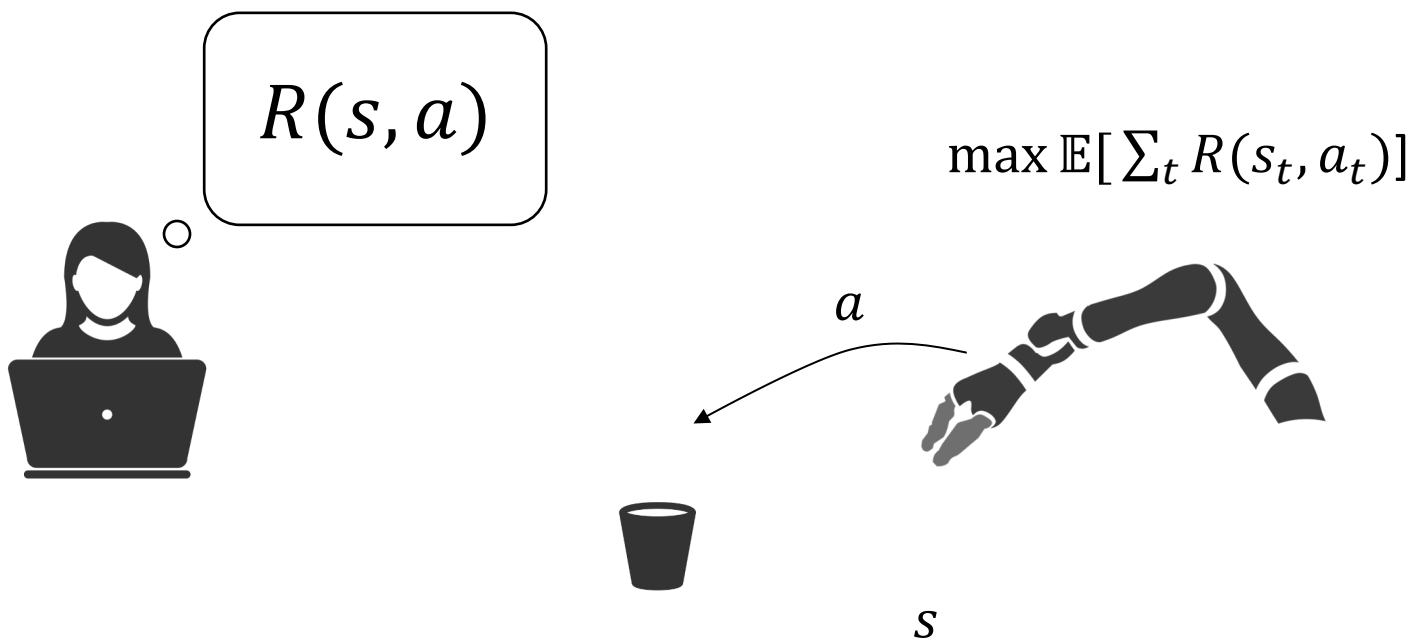 R(s, a)
max 𝔼[ ∑ₜ R(sₜ, aₜ)]
a
s